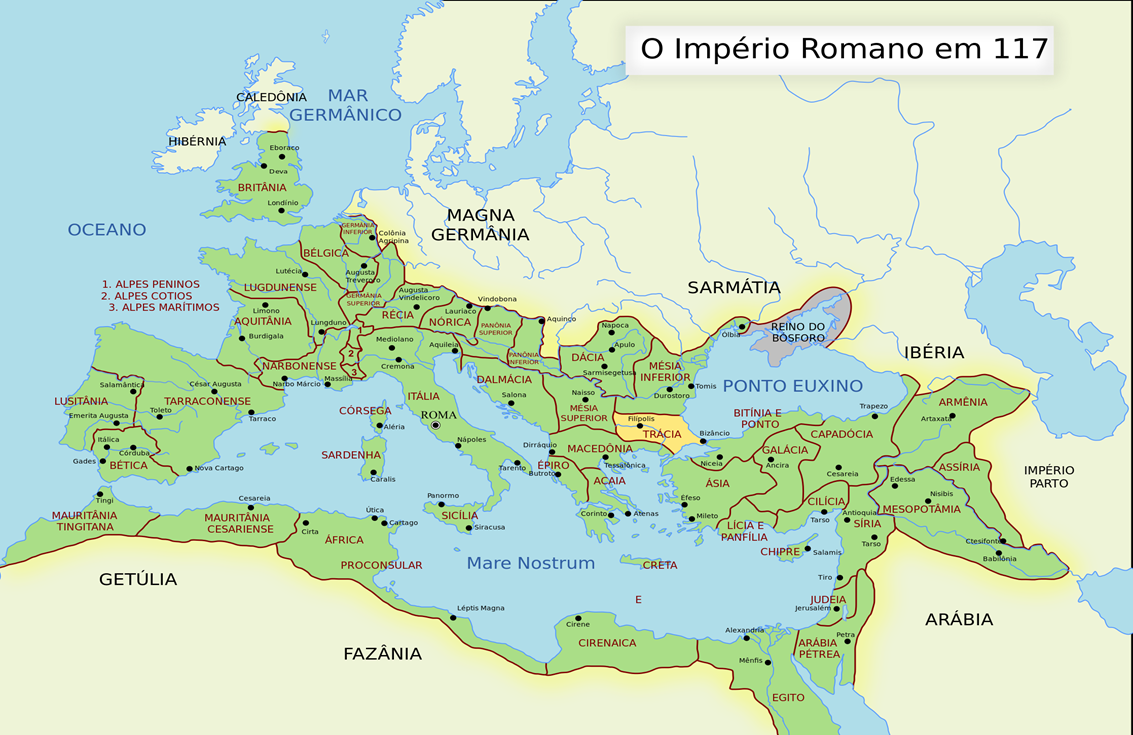 O Império Romano em 117
CALEDÔNIA
MAR
GERMÂNICO
HIBÉRNIA
Eboraco
Deva
BRITÂNIA
Londínio
OCEANO
MAGNA
GERMÂNIA
GERMÂNIA
INFERIOR
Colônia
Agripina
BÉLGICA
Lutécia
Augusta
Treveroro
LUGDUNENSE
GERMÂNIA
SUPERIOR
Augusta
Vindelicoro
1. ALPES PENINOS
2. ALPES COTIOS
3. ALPES MARÍTIMOS
Limono
AQUITÂNIA
Burdigala
Lungduno
1
2
3
RÉCIA
Lauríaco
Vindobona
NÓRICA
PANÔNIA
SUPERIOR
Aquinço
PANÔNIA
INFERIOR
SARMÁTIA
Olbia
REINO DO
BÓSFORO
IBÉRIA
Mediolano
Cremona
Aquileia
Napoca
Ápulo
DÁCIA
Sarmisegetusa
MÉSIA
INFERIOR
Tomis
Durostoro
PONTO EUXINO
NARBONENSE
Narbo Márcio
Massília
DALMÁCIA
Salona
Naisso
MÉSIA
SUPERIOR
ITÁLIA
ROMA
CÓRSEGA
Aléria
Salamântica
LUSITÂNIA
Emerita Augusta
César Augusta
TARRACONENSE
Toleto
Tarraco
Itálica
Córduba
Gades
BÉTICA
Nova Cartago
SARDENHA
Caralis
Nápoles
Tarento
Filípolis
TRÁCIA
Bizâncio
BITÍNIA E
PONTO
Trapezo
ARMÊNIA
Artaxata
CAPADÓCIA
Dirráquio
MACEDÔNIA
Tessalônica
ÉPIRO
Butroto
ACAIA
Corinto
Atenas
Niceia
GALÁCIA
Ancira
Cesareia
ÁSIA
Éfeso
Mileto
LÍCIA E
PANFÍLIA
CILÍCIA
Tarso
Antioquia
SÍRIA
Tarso
Edessa
Nisibis
MESOPOTÂMIA
ASSÍRIA
IMPÉRIO
PARTO
Ctesifonte
Babilônia
Tingi
MAURITÂNIA
TINGITANA
Cesareia
MAURITÂNIA
CESARIENSE
Cirta
Útica
Cartago
ÁFRICA
PROCONSULAR
Panormo
SICÍLIA
Siracusa
Mare Nostrum
CRETA
E
CHIPRE
Salamis
Tiro
JUDEIA
Jerusalém
GETÚLIA
FAZÂNIA
Léptis Magna
Cirene
CIRENAICA
Alexandria
Mênfis
EGITO
ARÁBIA
PÉTREA
Petra
ARÁBIA